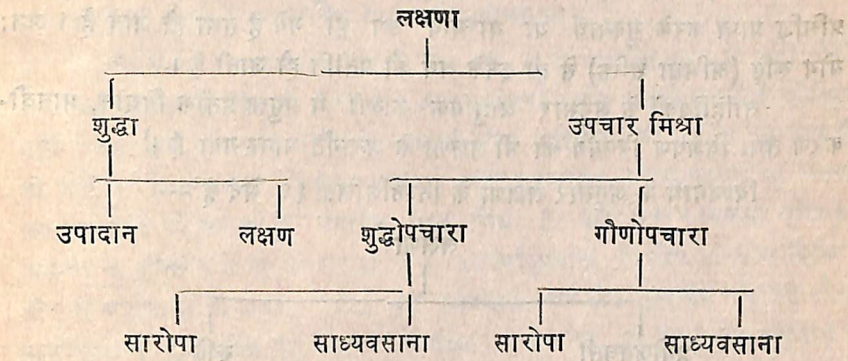 लक्षणा
शुद्धा उपचार मिश्रा
उपादान लक्षण शुद्धोपचारा गौणोपचारा
सारोपा साध्यवसाना सारोपा साध्यवसाना